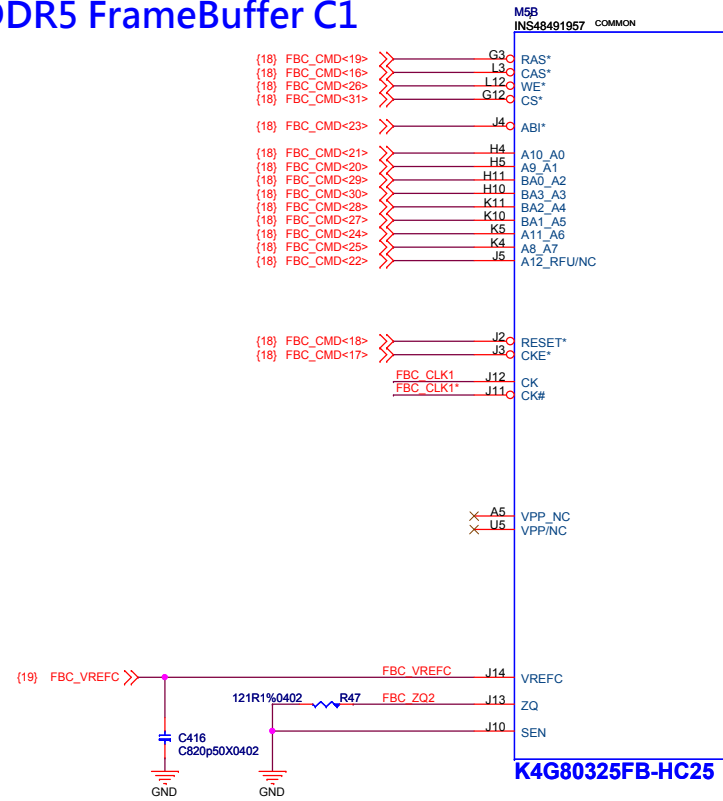 DDR5 FrameBuffer C1
M5B
INS48491957 COMMON
{18} FBC_CMD<19> G3 RAS*
{18} FBC_CMD<16> L3 CAS*
{18} FBC_CMD<26> L12 WE*
{18} FBC_CMD<31> G12 CS*
{18} FBC_CMD<23> J4 ABI*
{18} FBC_CMD<21> H4 A10_A0
{18} FBC_CMD<20> H5 A9_A1
{18} FBC_CMD<29> H11 BA0_A2
{18} FBC_CMD<30> H10 BA3_A3
{18} FBC_CMD<28> K11 BA2_A4
{18} FBC_CMD<27> K10 BA1_A5
{18} FBC_CMD<24> K5 A11_A6
{18} FBC_CMD<25> K4 A8_A7
{18} FBC_CMD<22> J5 A12_RFU/NC
{18} FBC_CMD<18> J2 RESET*
{18} FBC_CMD<17> J3 CKE*
FBC_CLK1 J12 CK
FBC_CLK1* J11 CK#
A5 VPP_NC
U5 VPP/NC
{19} FBC_VREFC FBC_VREFC J14 VREFC
121R1%0402 R47 FBC_ZQ2 J13 ZQ
J10 SEN
C416
C820p50X0402
K4G80325FB-HC25
GND GND